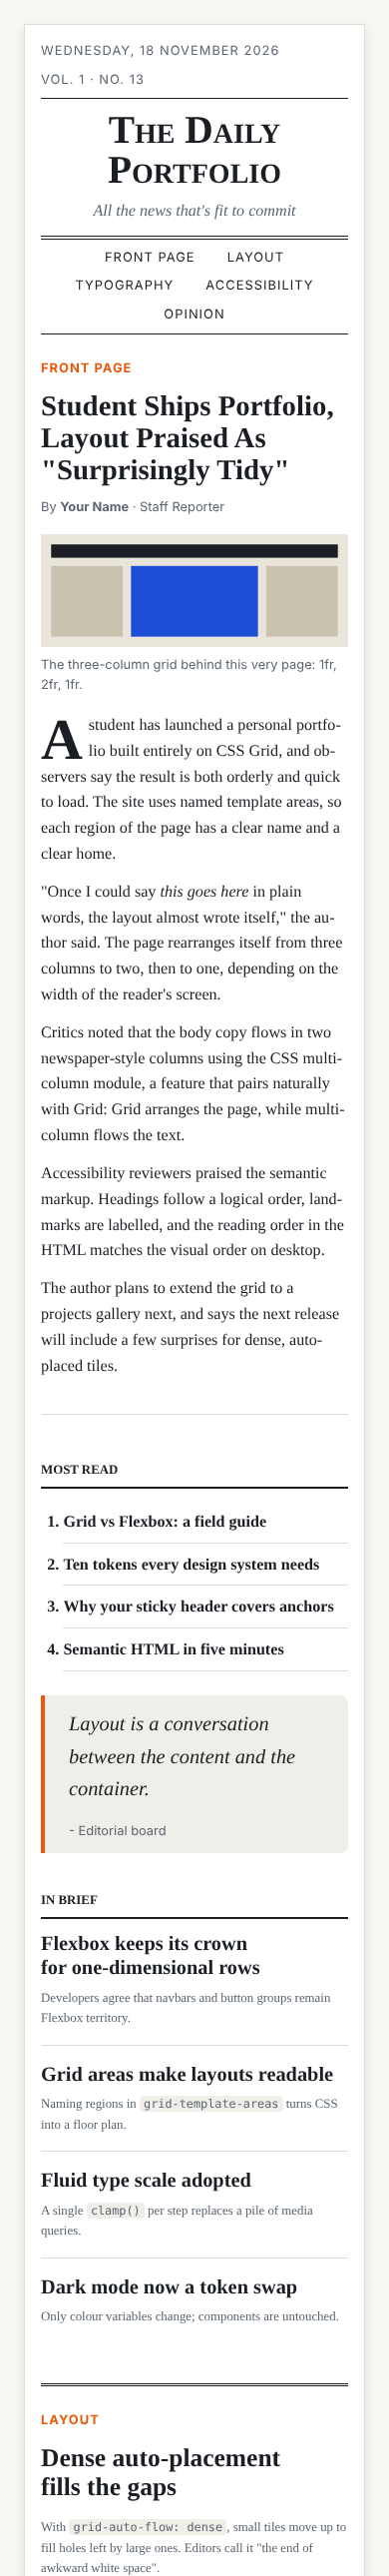 WEDNESDAY, 18 NOVEMBER 2026
VOL. 1 · NO. 13
THE DAILY
PORTFOLIO
All the news that's fit to commit
FRONT PAGE LAYOUT
TYPOGRAPHY ACCESSIBILITY
OPINION
FRONT PAGE
Student Ships Portfolio,
Layout Praised As
"Surprisingly Tidy"
By Your Name · Staff Reporter
The three-column grid behind this very page: 1fr,
2fr, 1fr.
A student has launched a personal portfo-
lio built entirely on CSS Grid, and ob-
servers say the result is both orderly and quick
to load. The site uses named template areas, so
each region of the page has a clear name and a
clear home.
"Once I could say this goes here in plain
words, the layout almost wrote itself," the au-
thor said. The page rearranges itself from three
columns to two, then to one, depending on the
width of the reader's screen.
Critics noted that the body copy flows in two
newspaper-style columns using the CSS multi-
column module, a feature that pairs naturally
with Grid: Grid arranges the page, while multi-
column flows the text.
Accessibility reviewers praised the semantic
markup. Headings follow a logical order, land-
marks are labelled, and the reading order in the
HTML matches the visual order on desktop.
The author plans to extend the grid to a
projects gallery next, and says the next release
will include a few surprises for dense, auto-
placed tiles.
MOST READ
1. Grid vs Flexbox: a field guide
2. Ten tokens every design system needs
3. Why your sticky header covers anchors
4. Semantic HTML in five minutes
Layout is a conversation
between the content and the
container.
- Editorial board
IN BRIEF
Flexbox keeps its crown
for one-dimensional rows
Developers agree that navbars and button groups remain
Flexbox territory.
Grid areas make layouts readable
Naming regions in grid-template-areas turns CSS
into a floor plan.
Fluid type scale adopted
A single clamp() per step replaces a pile of media
queries.
Dark mode now a token swap
Only colour variables change; components are untouched.
LAYOUT
Dense auto-placement
fills the gaps
With grid-auto-flow: dense, small tiles move up to
fill holes left by large ones. Editors call it "the end of
awkward white space".